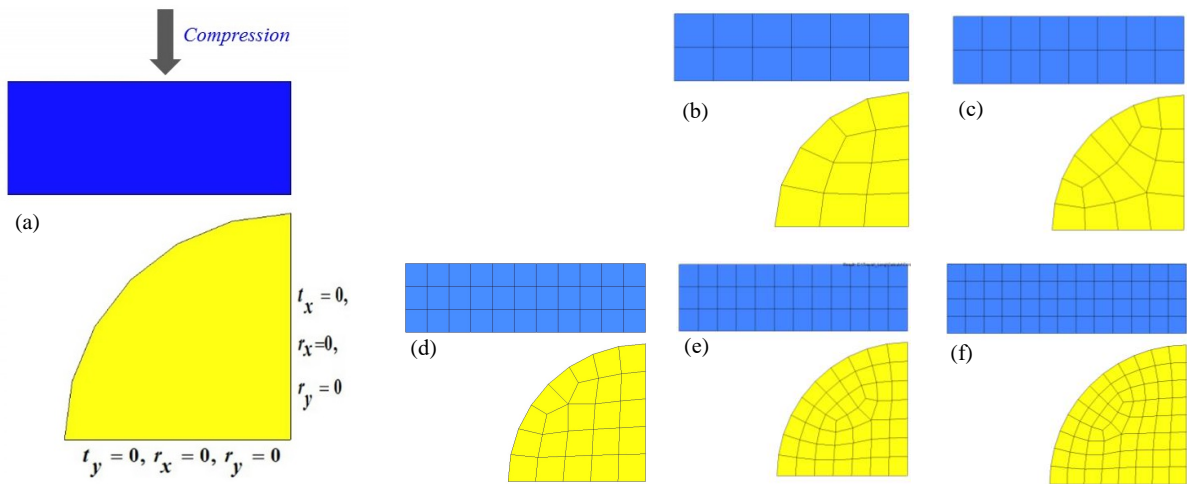 Compression
(a)
t_x = 0,
r_x=0,
r_y = 0
t_y = 0, r_x = 0, r_y = 0
(b)
(c)
(d)
(e)
(f)